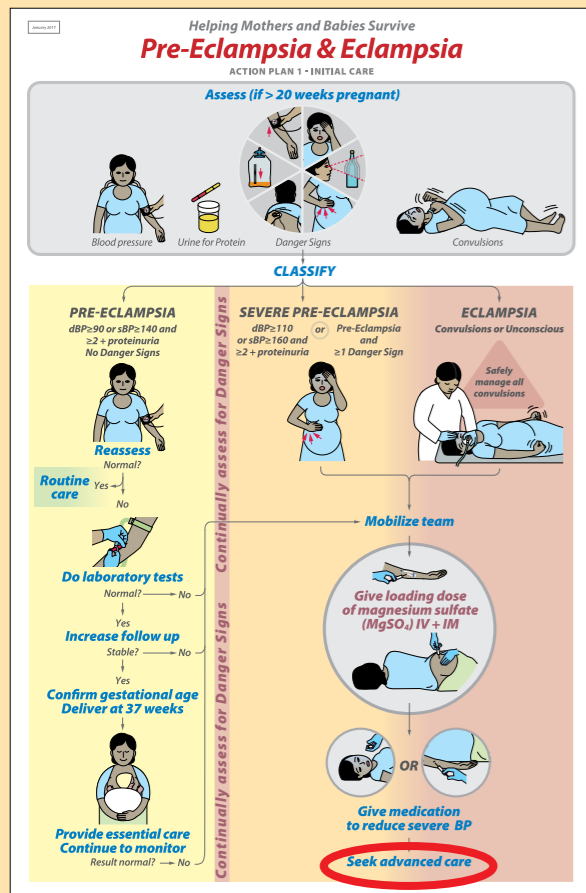 January 2017
Helping Mothers and Babies Survive
Pre-Eclampsia & Eclampsia
ACTION PLAN 1 - INITIAL CARE
Assess (if > 20 weeks pregnant)
Blood pressure
Urine for Protein
Danger Signs
Convulsions
CLASSIFY
PRE-ECLAMPSIA
dBP≥90 or sBP≥140 and
≥2 + proteinuria
No Danger Signs
Reassess
Normal?
Routine
care
Yes
No
Do laboratory tests
Normal?
No
Yes
Increase follow up
Stable?
No
Yes
Confirm gestational age
Deliver at 37 weeks
Provide essential care
Continue to monitor
Result normal?
No
Continually assess for Danger Signs
Continually assess for Danger Signs
SEVERE PRE-ECLAMPSIA
dBP≥110
or sBP≥160 and
≥2 + proteinuria
or
Pre-Eclampsia
and
≥1 Danger Sign
ECLAMPSIA
Convulsions or Unconscious
Safely
manage all
convulsions
Mobilize team
Give loading dose
of magnesium sulfate
(MgSO₄) IV + IM
OR
Give medication
to reduce severe BP
Seek advanced care